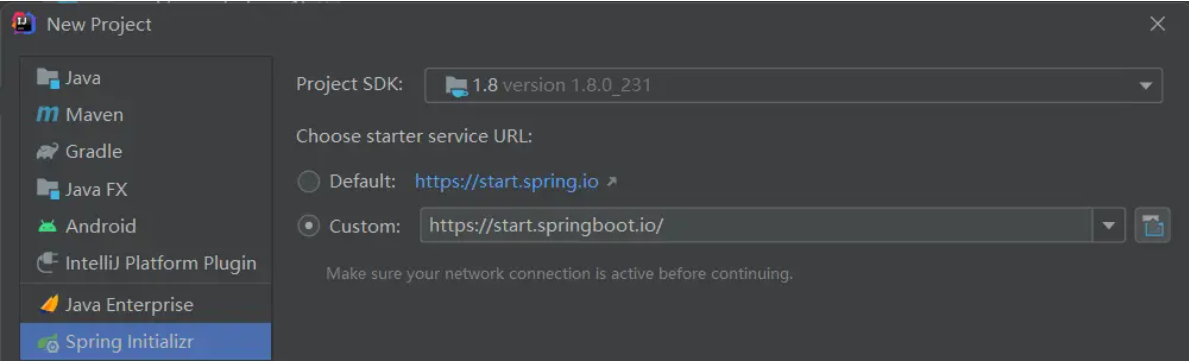 New Project
Java
Maven
Gradle
Java FX
Android
IntelliJ Platform Plugin
Java Enterprise
Spring Initializr
Project SDK: 1.8 version 1.8.0_231
Choose starter service URL:
Default: https://start.spring.io
Custom: https://start.springboot.io/
Make sure your network connection is active before continuing.